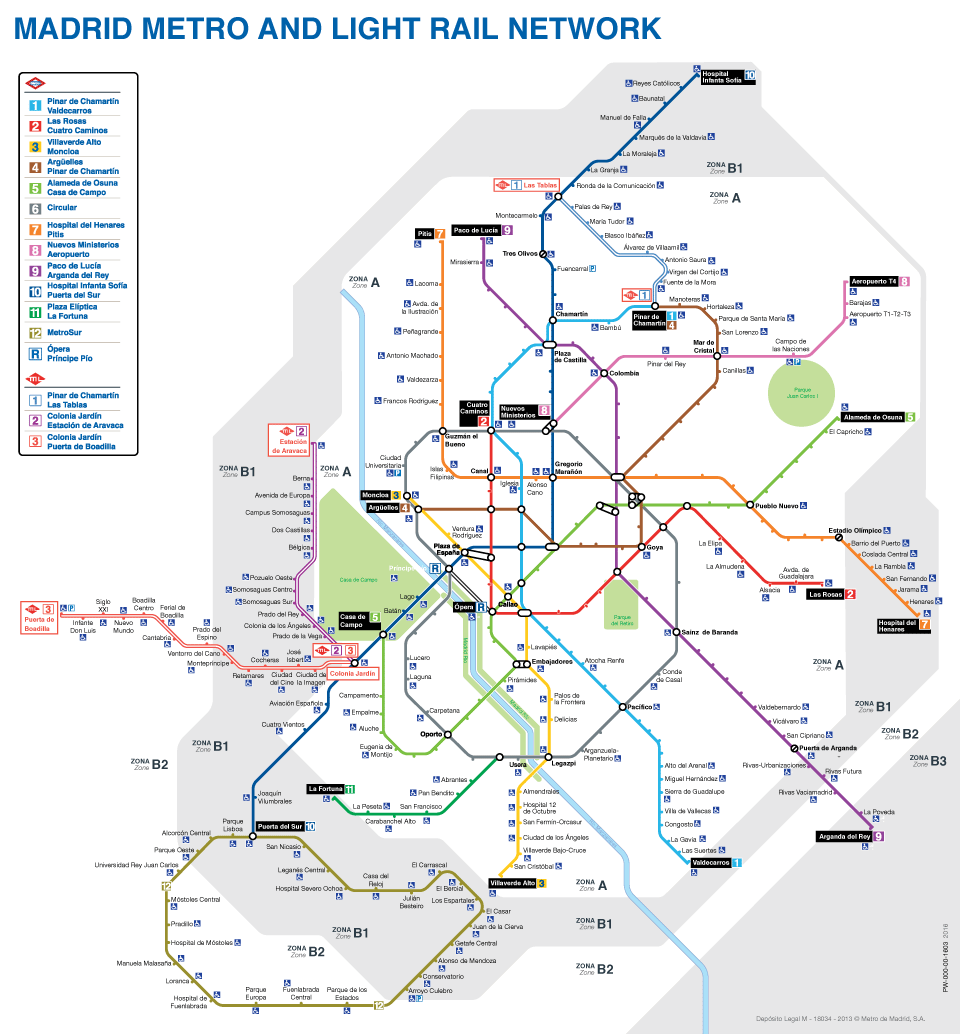 MADRID METRO AND LIGHT RAIL NETWORK
1 Pinar de Chamartín
Valdecarros
2 Las Rosas
Cuatro Caminos
3 Villaverde Alto
Moncloa
4 Argüelles
Pinar de Chamartín
5 Alameda de Osuna
Casa de Campo
6 Circular
7 Hospital del Henares
Pitis
8 Nuevos Ministerios
Aeropuerto
9 Paco de Lucía
Arganda del Rey
10 Hospital Infanta Sofía
Puerta del Sur
11 Plaza Elíptica
La Fortuna
12 MetroSur
R Ópera
Príncipe Pío
ML
1 Pinar de Chamartín
Las Tablas
2 Colonia Jardín
Estación de Aravaca
3 Colonia Jardín
Puerta de Boadilla
Hospital
Infanta Sofía 10
Reyes Católicos
Baunatal
Manuel de Falla
Marqués de la Valdavia
La Moraleja
La Granja
ZONA B1
Zone
Ronda de la Comunicación
ML 1 Las Tablas
ZONA A
Zone
Palas de Rey
Montecarmelo
María Tudor
Blasco Ibáñez
Álvarez de Villaamil
Antonio Saura
Virgen del Cortijo
Fuente de la Mora
Pitis 7
Paco de Lucía 9
Mirasierra
Tres Olivos
Fuencarral P
ZONA A
Zone
Lacoma
Avda. de
la Ilustración
Peñagrande
Antonio Machado
Valdezarza
Francos Rodríguez
ML 1
Manoteras
Hortaleza
Pinar de
Chamartín 1 4
Parque de Santa María
San Lorenzo
Chamartín
Bambú
Mar de
Cristal
Canillas
Campo de
las Naciones
P
Aeropuerto T4 8
Barajas
Aeropuerto T1-T2-T3
Plaza
de Castilla
Colombia
Pinar del Rey
Parque
Juan Carlos I
Cuatro
Caminos
2
Nuevos
Ministerios 8
Alameda de Osuna 5
El Capricho
Guzmán el
Bueno
Ciudad
Universitaria
P
Islas
Filipinas
Canal
Iglesia
Alonso
Cano
Gregorio
Marañón
ML 2
Estación
de Aravaca
ZONA B1
Zone
ZONA A
Zone
Berna
Avenida de Europa
Campus Somosaguas
Dos Castillas
Bélgica
Pozuelo Oeste
Somosaguas Centro
Somosaguas Sur
Prado del Rey
Colonia de los Ángeles
Prado de la Vega
Moncloa 3
Argüelles 4
Ventura
Rodríguez
Plaza de
España
Príncipe Pío R
Casa de Campo
Lago
Batán
Casa de
Campo 5
Ópera R
Callao
Goya
Pueblo Nuevo
Estadio Olímpico
Barrio del Puerto
Coslada Central
La Rambla
San Fernando
Jarama
Henares
Hospital del
Henares 7
La Elipa
La Almudena
Alsacia
Avda. de
Guadalajara
Las Rosas 2
Parque
del Retiro
Madrid Río
Madrid Río
Sainz de Baranda
ML 3
Puerta de
Boadilla
P
Infante
Don Luis
Siglo
XXI
Nuevo
Mundo
Boadilla
Centro
Ferial de
Boadilla
Cantabria
Prado del
Espino
Ventorro del Cano
Montepríncipe
Retamares
Cocheras
Ciudad
del Cine
José
Isbert
Ciudad de
la Imagen
ML 2 3
Colonia Jardín
Aviación Española
Cuatro Vientos
Joaquín
Vilumbrales
Lucero
Laguna
Campamento
Carpetana
Empalme
Aluche
Oporto
Eugenia de
Montijo
Lavapiés
Embajadores
Pirámides
Palos de
la Frontera
Delicias
Atocha Renfe
Conde
de Casal
Pacífico
Usera
Legazpi
Arganzuela-
Planetario
ZONA A
Zone
ZONA B1
Zone
ZONA B2
Zone
ZONA B3
Zone
Valdebernardo
Vicálvaro
San Cipriano
Puerta de Arganda
Rivas-Urbanizaciones
Rivas Futura
Rivas Vaciamadrid
La Poveda
Arganda del Rey 9
Alto del Arenal
Miguel Hernández
Sierra de Guadalupe
Villa de Vallecas
Congosto
La Gavia
Las Suertes
Valdecarros 1
ZONA B1
Zone
ZONA B2
Zone
La Fortuna 11
La Peseta
Carabanchel Alto
San Francisco
Pan Bendito
Abrantes
Almendrales
Hospital 12
de Octubre
San Fermín-Orcasur
Ciudad de los Ángeles
Villaverde Bajo-Cruce
San Cristóbal
Villaverde Alto 3
ZONA A
Zone
ZONA B1
Zone
ZONA B2
Zone
Puerta del Sur 10
Parque
Lisboa
Alcorcón Central
Parque Oeste
Universidad Rey Juan Carlos
12
Móstoles Central
Pradillo
Hospital de Móstoles
Manuela Malasaña
Loranca
Hospital de
Fuenlabrada
Parque
Europa
Fuenlabrada
Central
Parque de los
Estados
12
Arroyo Culebro
P
Conservatorio
Alonso de Mendoza
Getafe Central
Juan de la Cierva
El Casar
Los Espartales
El Bercial
El Carrascal
Julián
Besteiro
Casa del
Reloj
Hospital Severo Ochoa
Leganés Central
San Nicasio
ZONA B1
Zone
ZONA B2
Zone
PW-000-00-1603 2016
Depósito Legal M - 18034 - 2013 © Metro de Madrid, S.A.